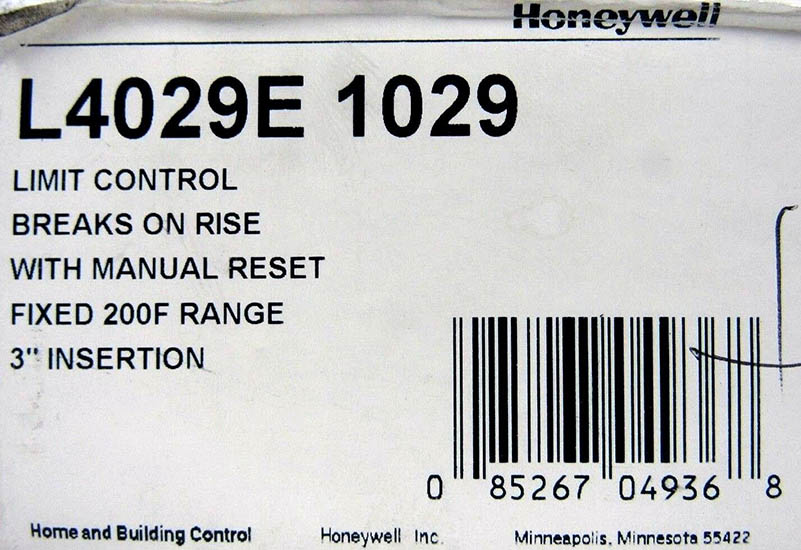 Honeywell
L4029E 1029
LIMIT CONTROL
BREAKS ON RISE
WITH MANUAL RESET
FIXED 200F RANGE
3" INSERTION
0 85267 04936 8
Home and Building Control Honeywell Inc. Minneapolis, Minnesota 55422